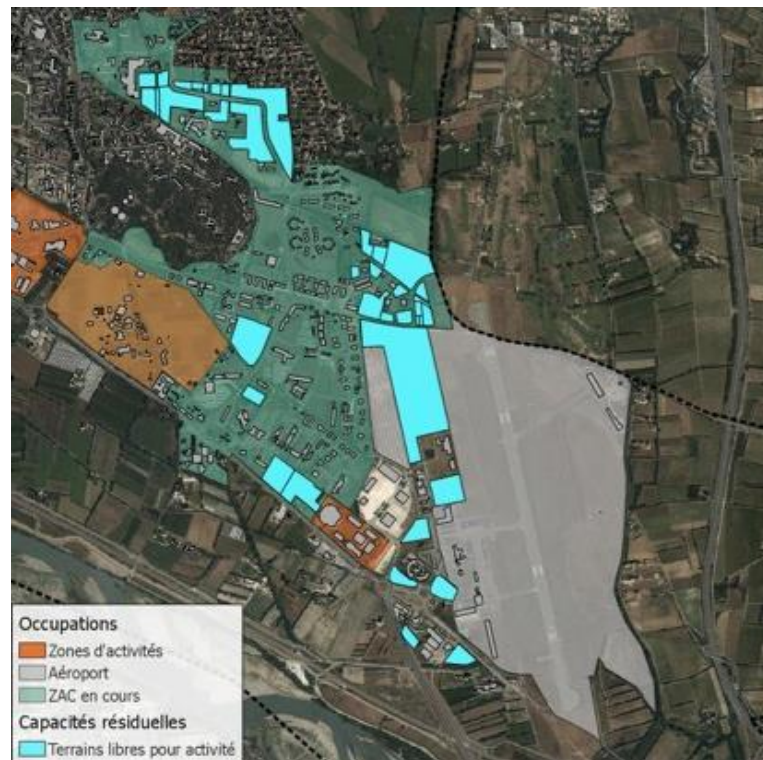 Occupations
Zones d'activités
Aéroport
ZAC en cours
Capacités résiduelles
Terrains libres pour activité